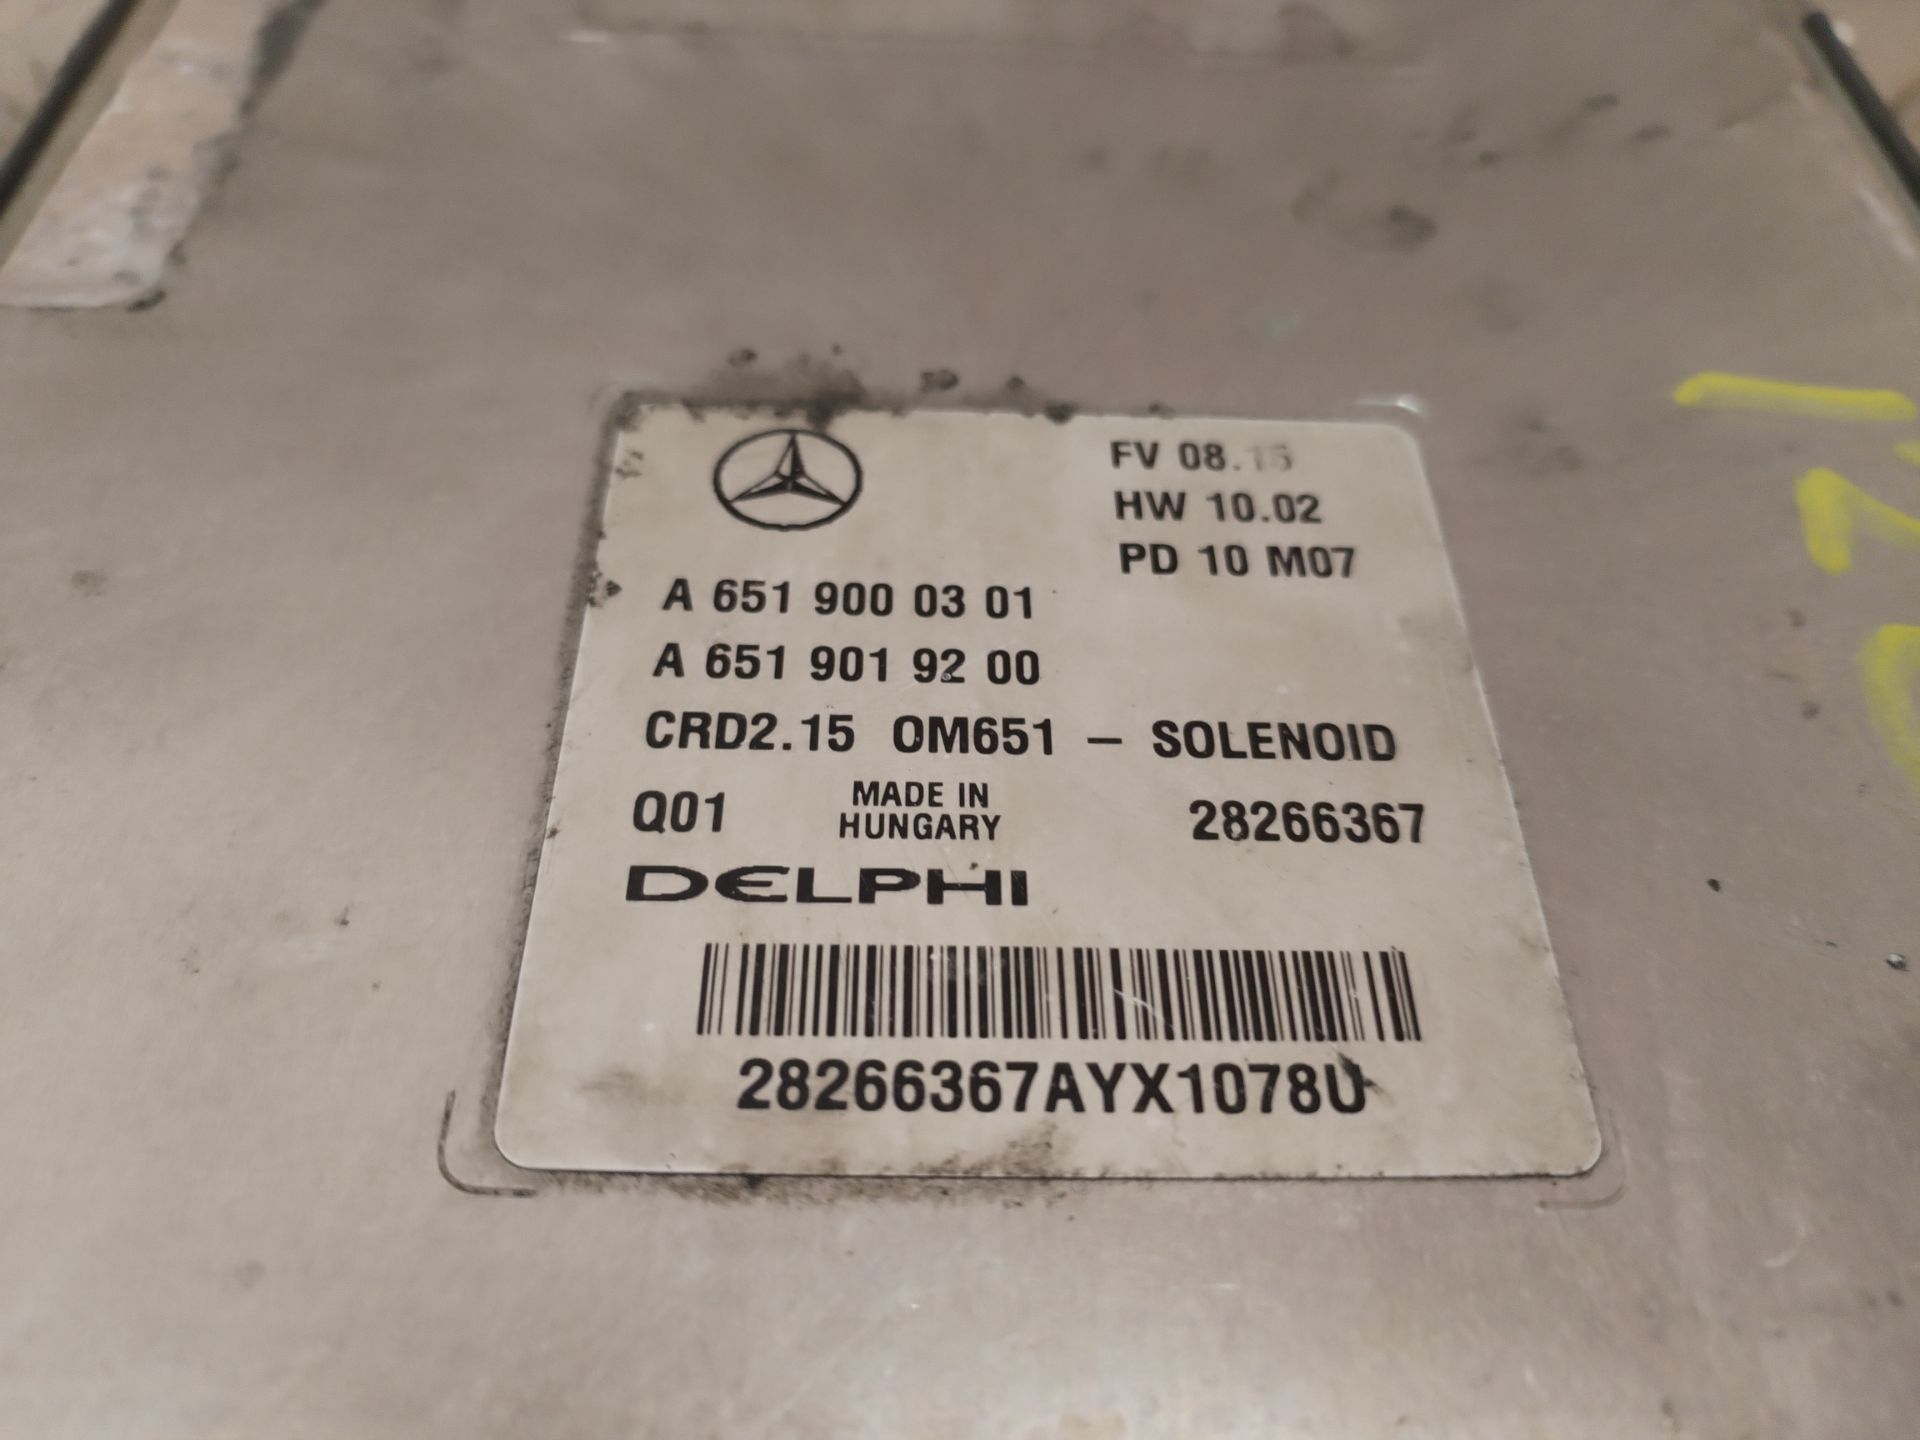 FV 08.15
HW 10.02
PD 10 M07
A 651 900 03 01
A 651 901 92 00
CRD2.15 OM651 - SOLENOID
Q01 MADE IN HUNGARY 28266367
DELPHI
28266367AYX1078U